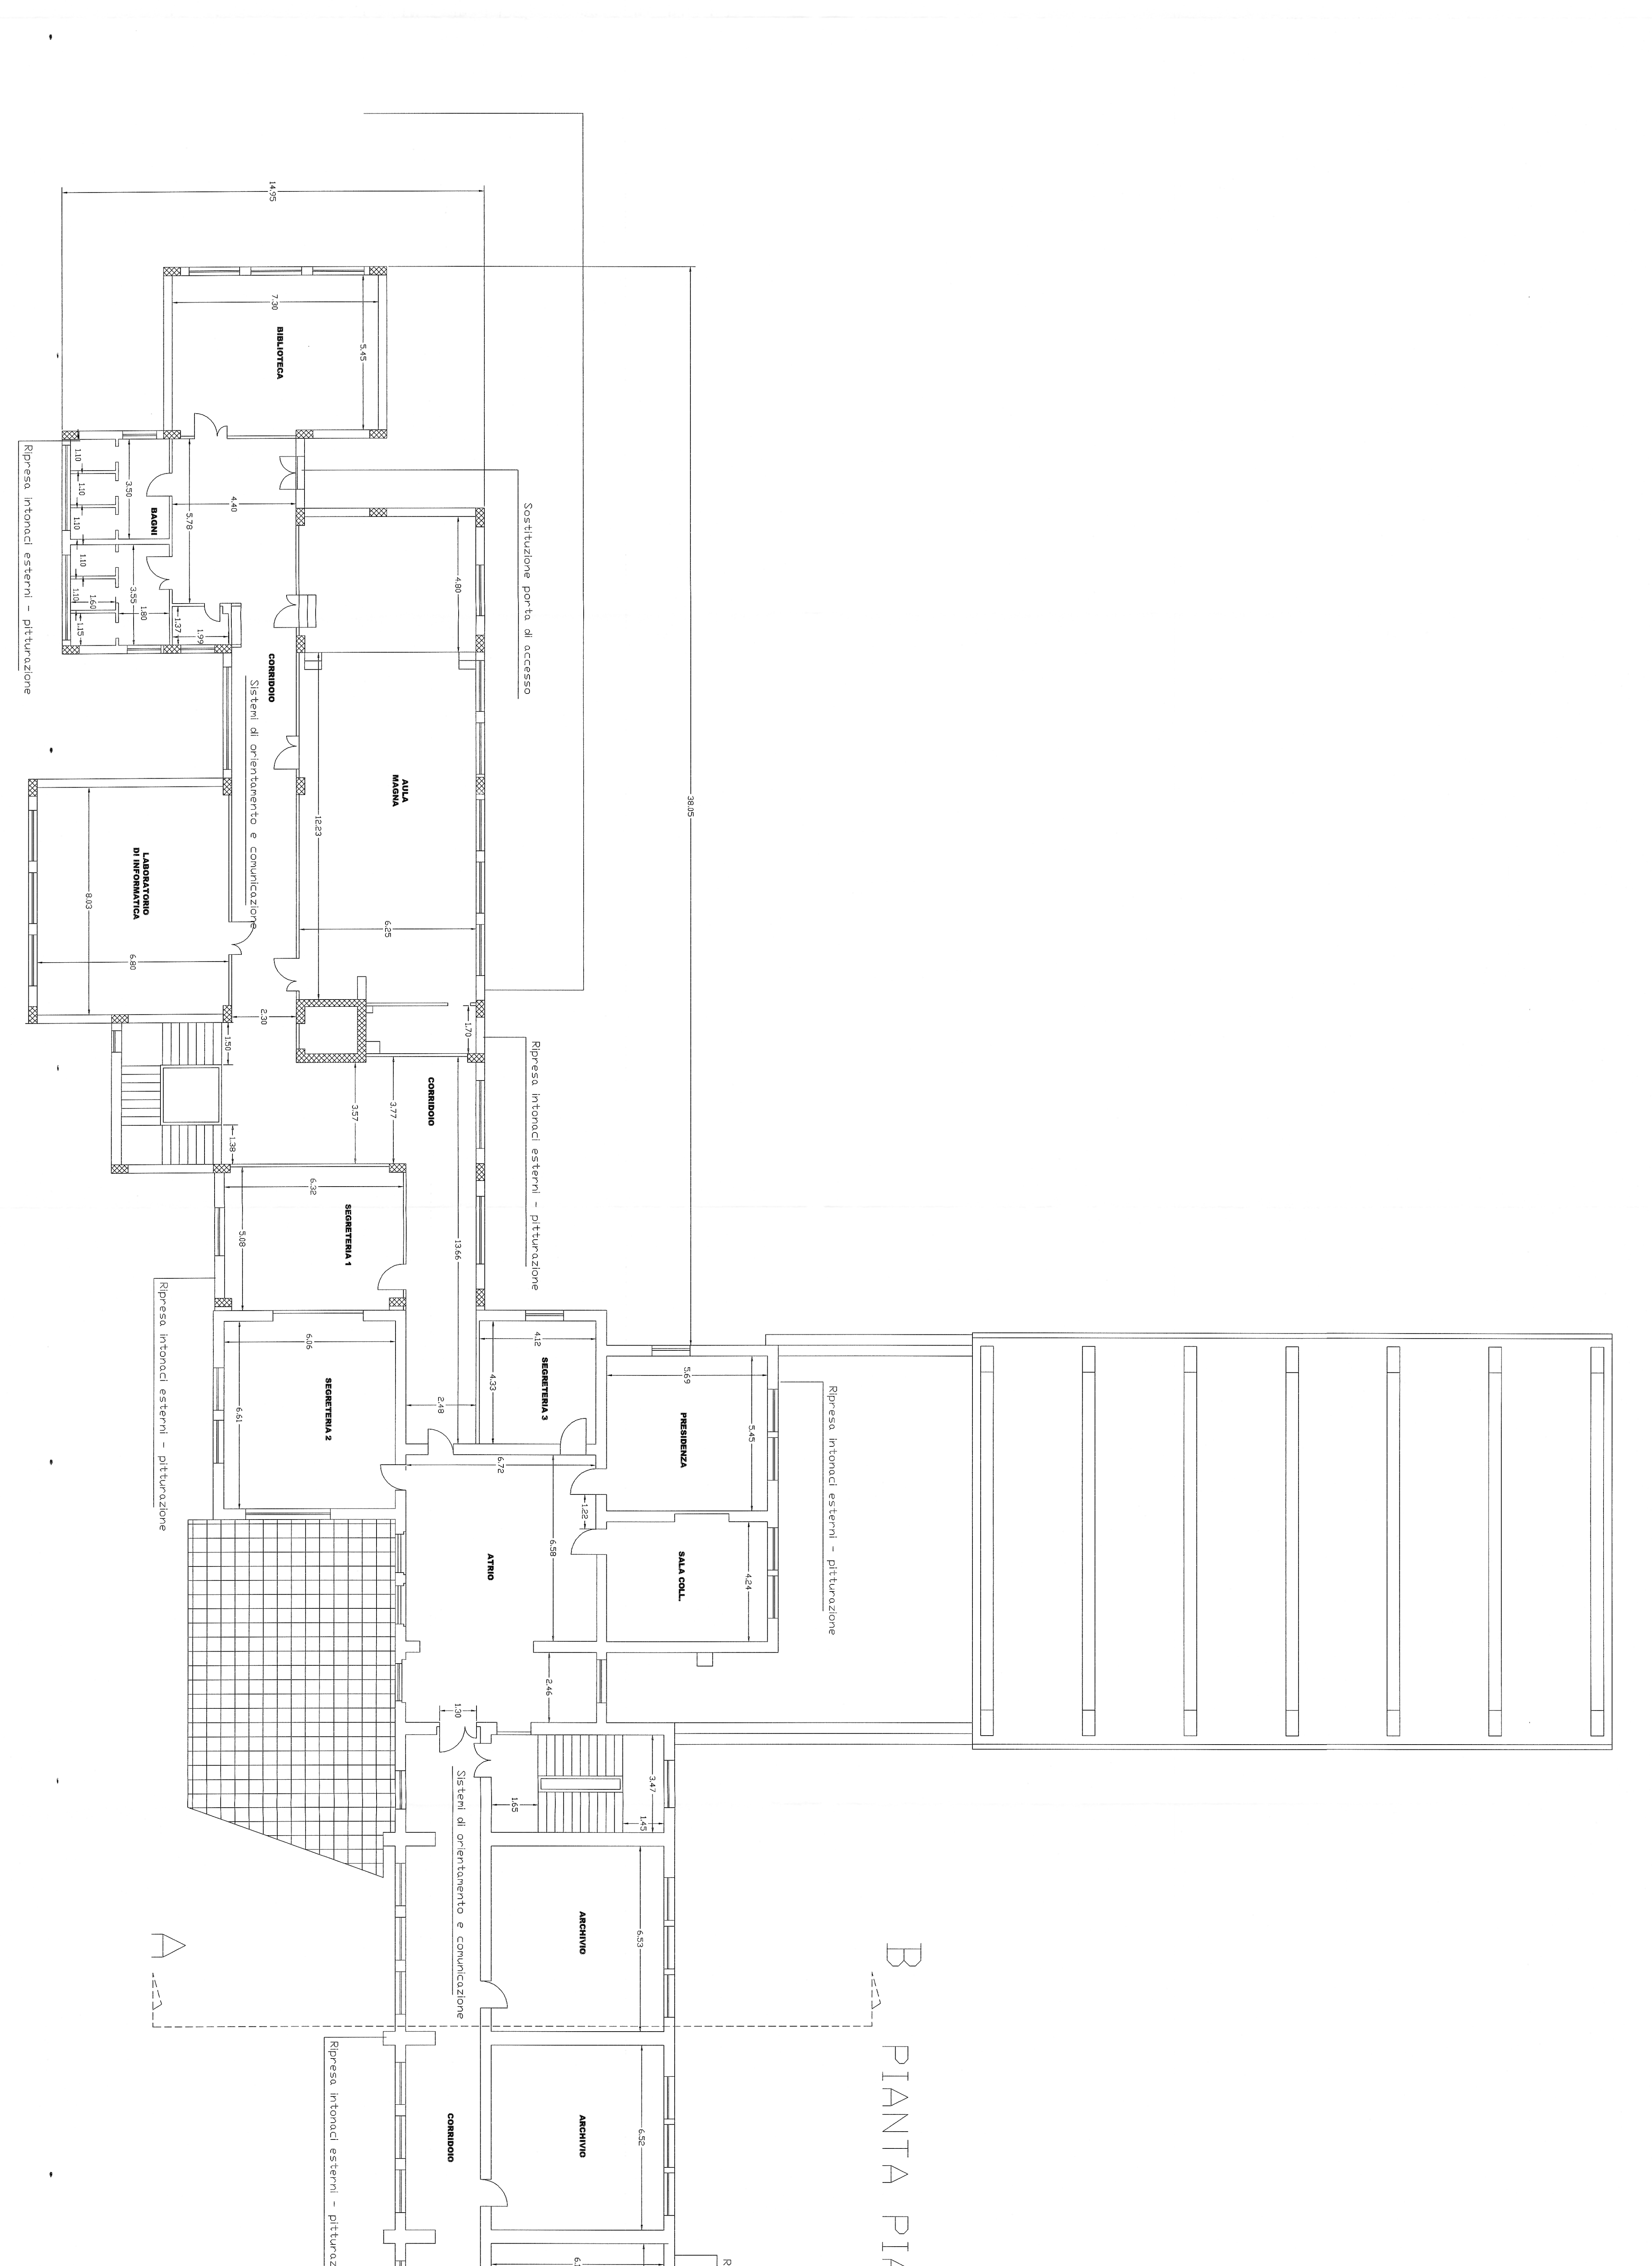 B
PIANTA PIA
Ripresa intonaci esterni - pitturazione
R
5.45
4.24
38.05
5.69
PRESIDENZA
SALA COLL.
3.47
1.45
6.53
6.52
ARCHIVIO
ARCHIVIO
6.1
1.22
6.58
2.46
SEGRETERIA 3
4.12
4.33
Ripresa intonaci esterni - pitturazione
Sostituzione porta di accesso
1.65
6.72
ATRIO
1.30
4.80
1.70
13.66
Sistemi di orientamento e comunicazione
CORRIDOIO
2.48
CORRIDOIO
AULA
MAGNA
6.25
3.77
5.45
3.57
SEGRETERIA 1
6.32
SEGRETERIA 2
6.06
Ripresa intonaci esterni - pitturaz
12.23
14.95
7.30
BIBLIOTECA
CORRIDOIO
2.30
Sistemi di orientamento e comunicazione
4.40
5.08
6.61
1.50
1.38
1.99
5.78
1.37
BAGNI
1.80
3.50
3.55
LABORATORIO
DI INFORMATICA
6.80
Ripresa intonaci esterni - pitturazione
A
1.60
8.03
1.10
1.10
1.10
1.10
1.10
1.15
Ripresa intonaci esterni - pitturazione